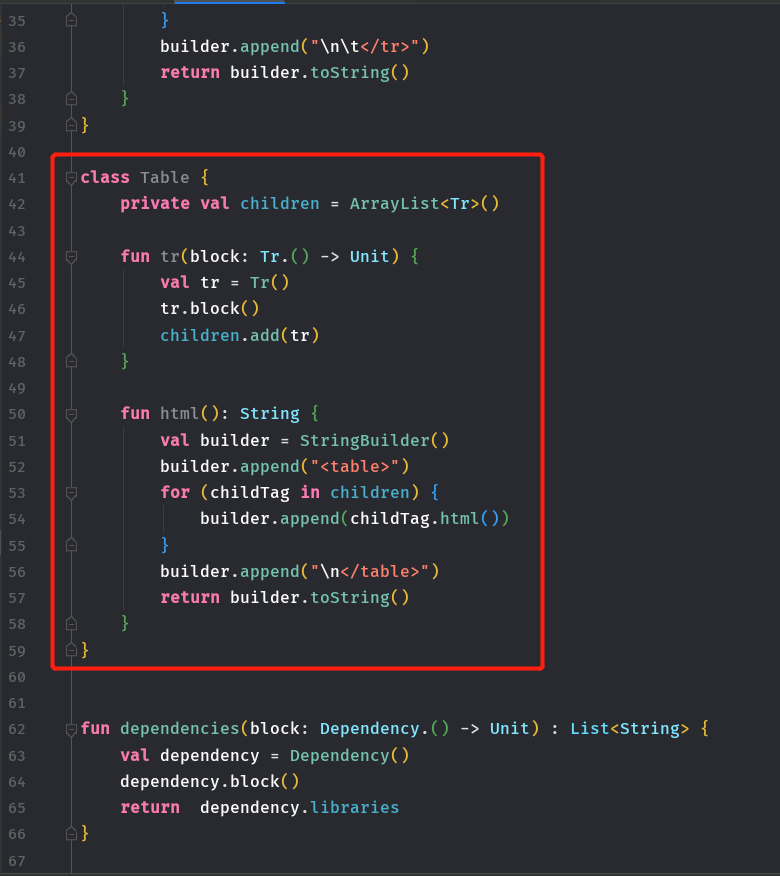 35 }
36 builder.append("\n\t</tr>")
37 return builder.toString()
38 }
39 }
40
41 class Table {
42 private val children = ArrayList<Tr>()
43
44 fun tr(block: Tr.() -> Unit) {
45 val tr = Tr()
46 tr.block()
47 children.add(tr)
48 }
49
50 fun html(): String {
51 val builder = StringBuilder()
52 builder.append("<table>")
53 for (childTag in children) {
54 builder.append(childTag.html())
55 }
56 builder.append("\n</table>")
57 return builder.toString()
58 }
59 }
60
61
62 fun dependencies(block: Dependency.() -> Unit) : List<String> {
63 val dependency = Dependency()
64 dependency.block()
65 return  dependency.libraries
66 }
67